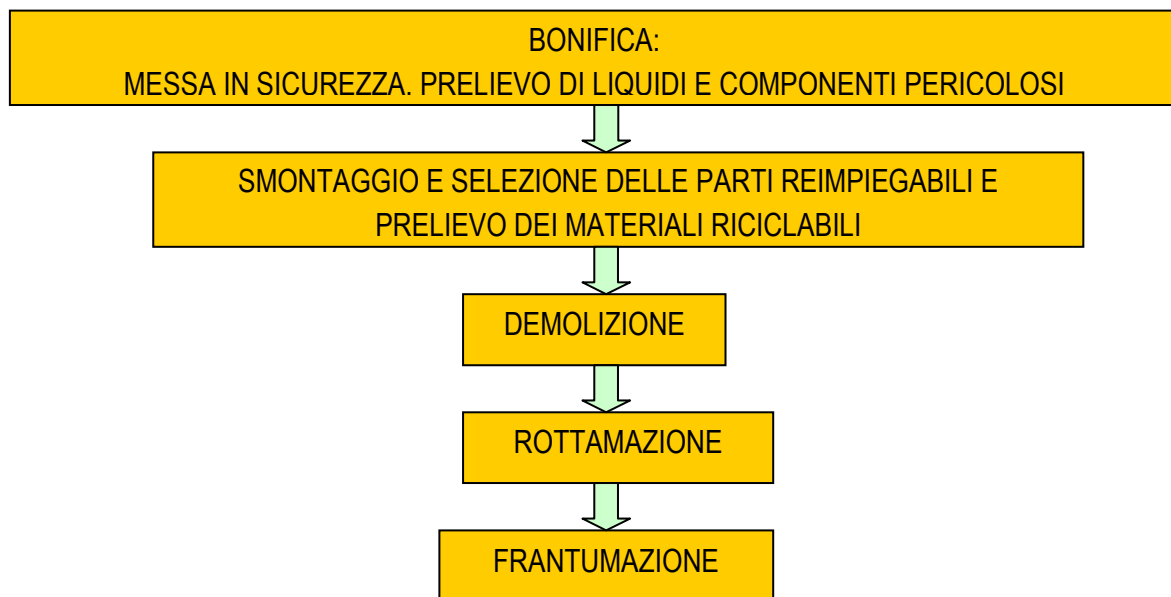 BONIFICA:
MESSA IN SICUREZZA. PRELIEVO DI LIQUIDI E COMPONENTI PERICOLOSI
SMONTAGGIO E SELEZIONE DELLE PARTI REIMPIEGABILI E
PRELIEVO DEI MATERIALI RICICLABILI
DEMOLIZIONE
ROTTAMAZIONE
FRANTUMAZIONE